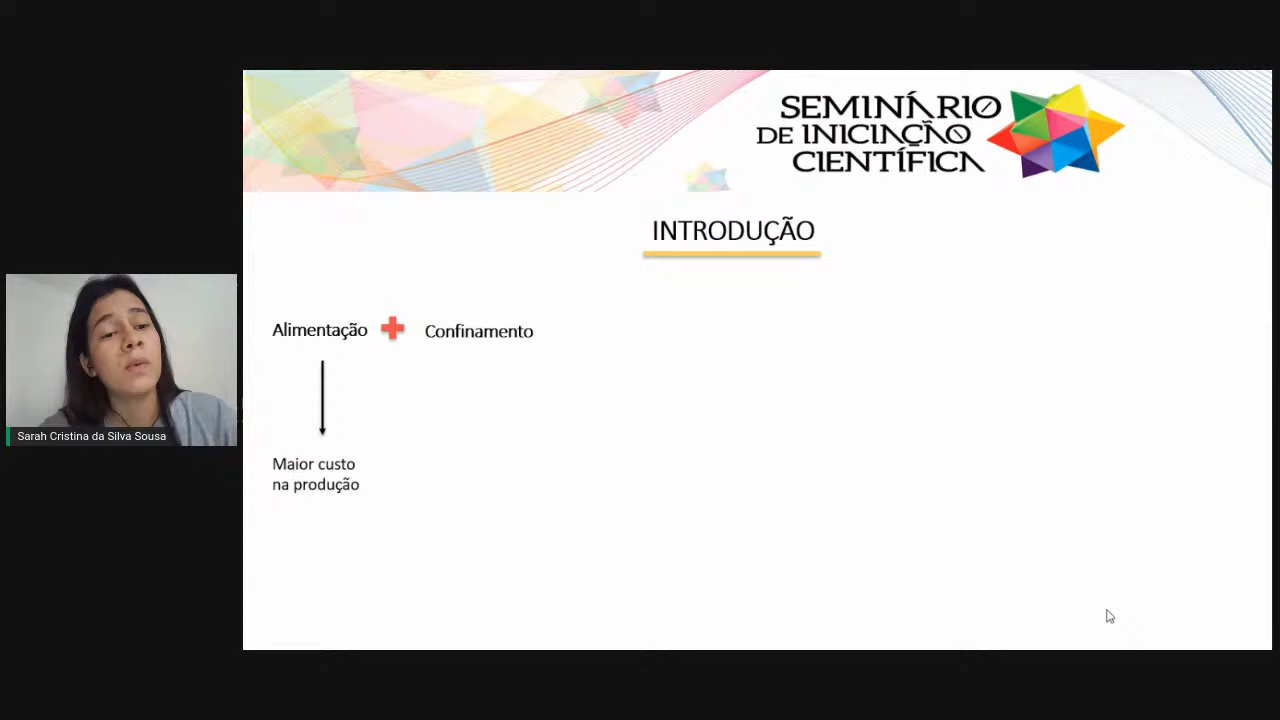 SEMINÁRIO
DE INICIAÇÃO
CIENTÍFICA
INTRODUÇÃO
Alimentação
Confinamento
Maior custo
na produção
Sarah Cristina da Silva Sousa